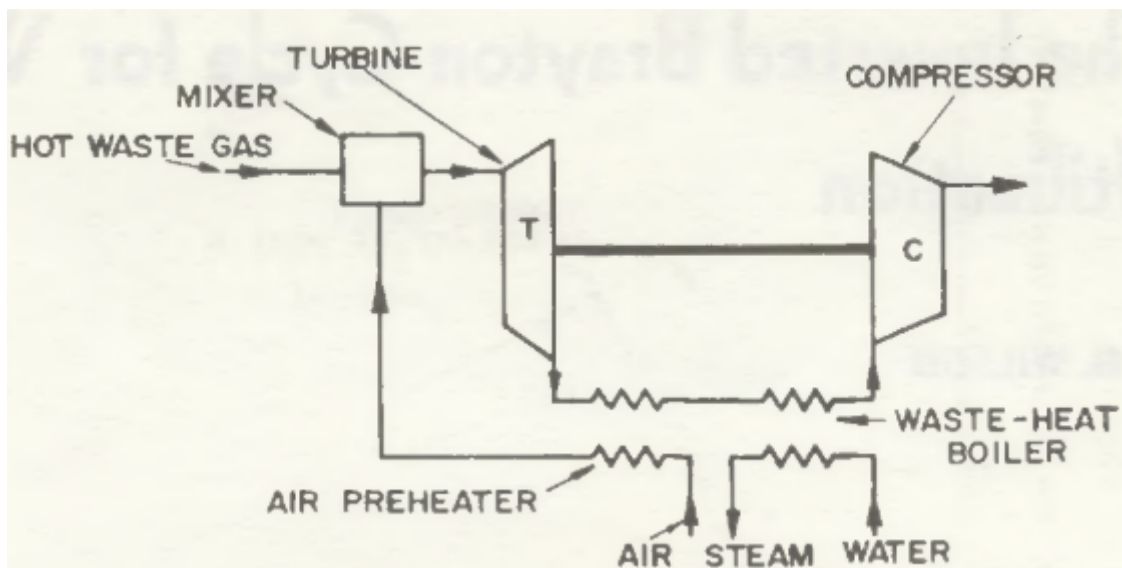 TURBINE
COMPRESSOR
MIXER
HOT WASTE GAS
T
C
WASTE-HEAT
BOILER
AIR PREHEATER
AIR STEAM WATER